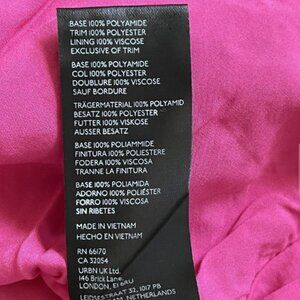 BASE 100% POLYAMIDE
TRIM 100% POLYESTER
LINING 100% VISCOSE
EXCLUSIVE OF TRIM
BASE 100% POLYAMIDE
COL 100% POLYESTER
DOUBLURE 100% VISCOSE
SAUF BORDURE
TRÄGERMATERIAL 100% POLYAMID
BESATZ 100% POLYESTER
FUTTER 100% VISKOSE
AUSSER BESATZ
BASE 100% POLIAMMIDE
FINITURA 100% POLIESTERE
FODERA 100% VISCOSA
TRANNE LA FINITURA
BASE 100% POLIAMIDA
ADORNO 100% POLIÉSTER
FORRO 100% VISCOSA
SIN RIBETES
MADE IN VIETNAM
HECHO EN VIETNAM
RN 66170
CA 32054
URBN UK Ltd.
146 Brick Lane,
LONDON, E1 6RU
LEIDSESTRAAT 32, 1017 PB